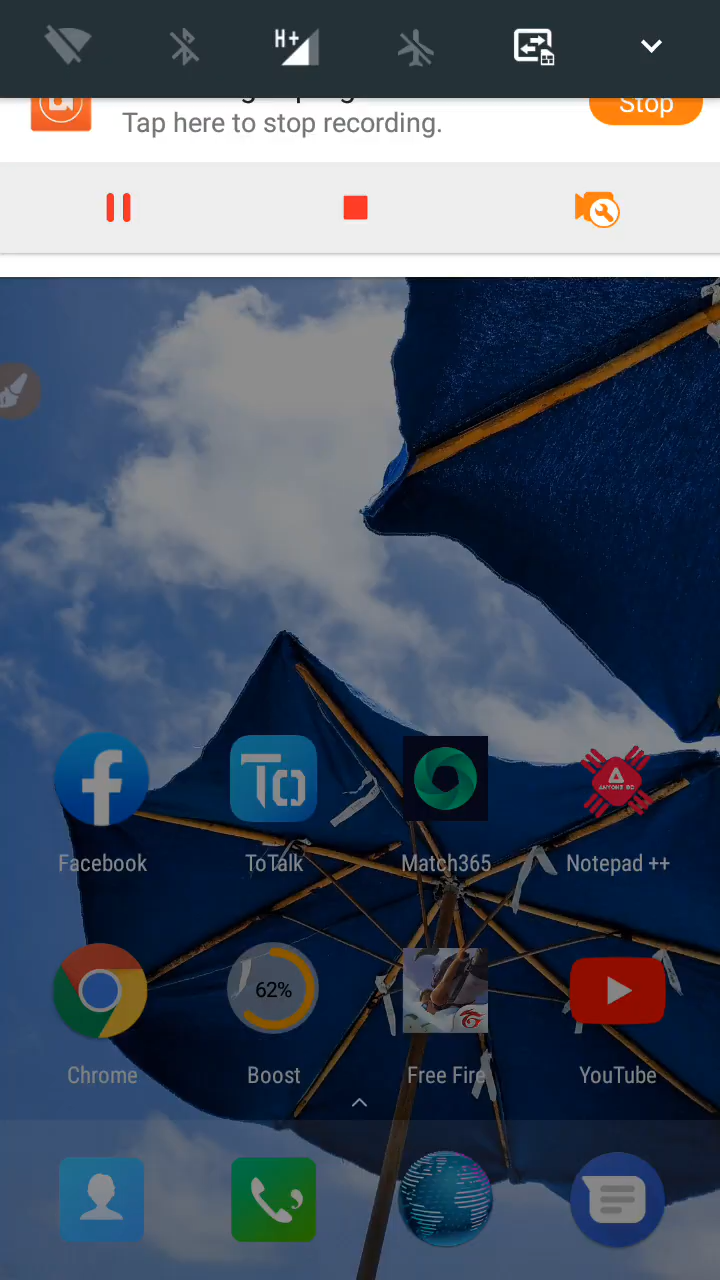 H+
Tap here to stop recording.
Stop
Facebook
ToTalk
Match365
Notepad ++
Chrome
62%
Boost
Free Fire
YouTube